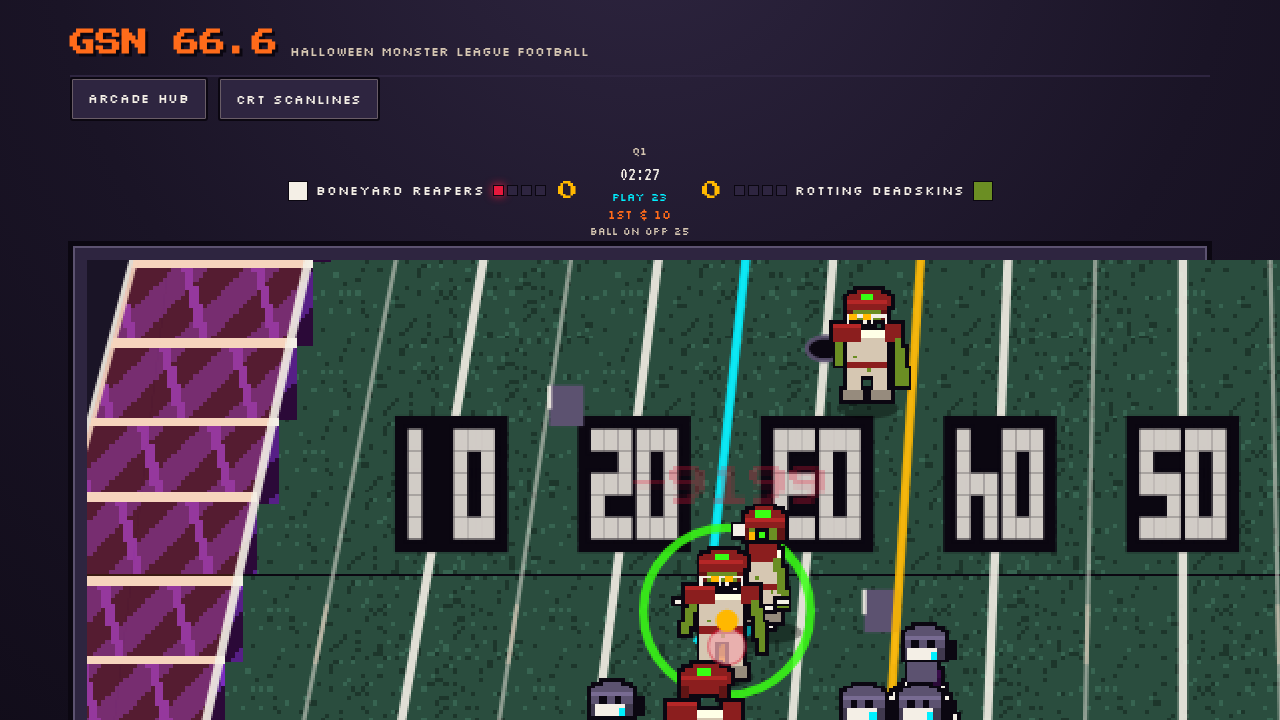 GSN 66.6 HALLOWEEN MONSTER LEAGUE FOOTBALL
ARCADE HUB CRT SCANLINES
Q1
BONEYARD REAPERS 0 02:27 0 ROTTING DEADSKINS
PLAY 23
1ST & 10
BALL ON OPP 25
10 20 30 40 50
-9199